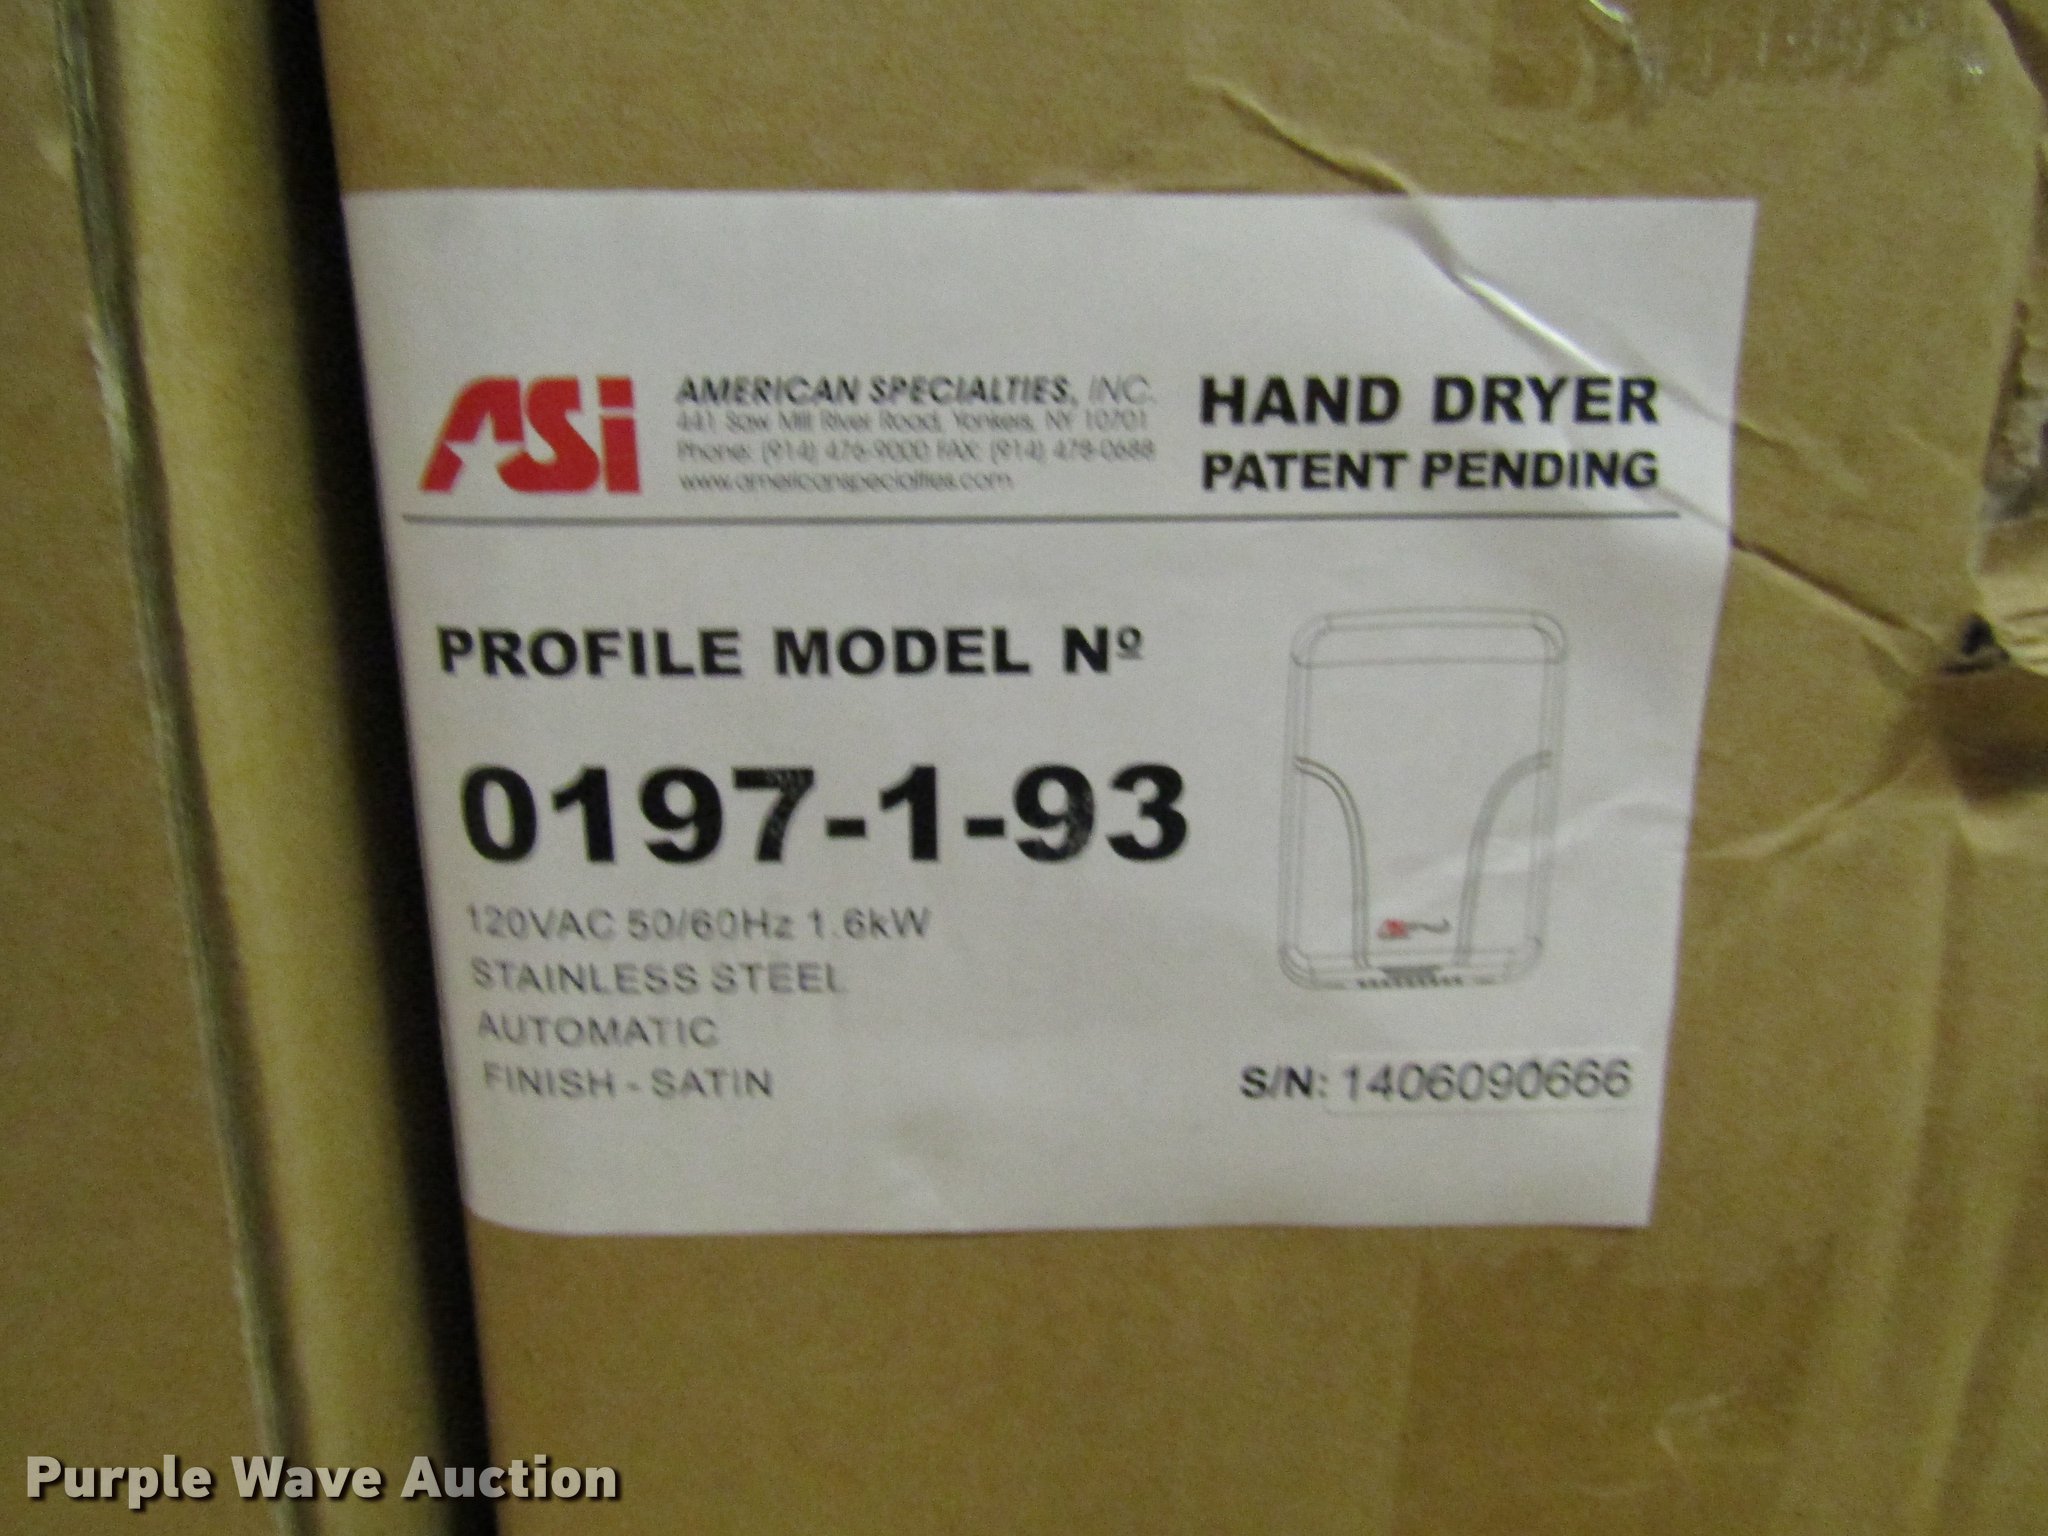 ASi
AMERICAN SPECIALTIES, INC.
441 Saw Mill River Road, Yonkers, NY 10701
Phone: (914) 476-9000 FAX: (914) 478-0688
www.americanspecialties.com
HAND DRYER
PATENT PENDING
PROFILE MODEL Nº
0197-1-93
120VAC 50/60Hz 1.6kW
STAINLESS STEEL
AUTOMATIC
FINISH - SATIN
S/N: 1406090666
Purple Wave Auction